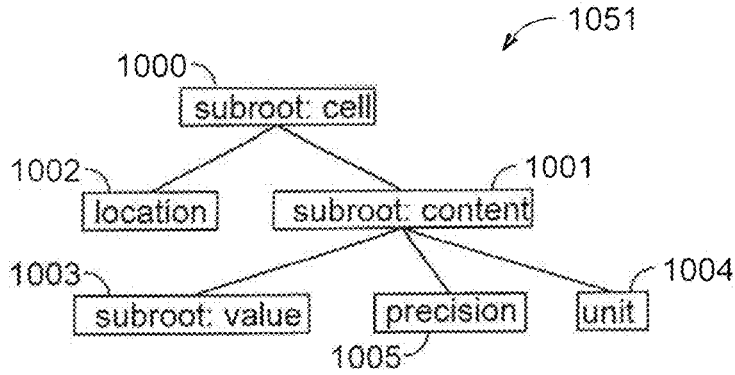 1051
1000
subroot: cell
1002
1001
location
subroot: content
1003
1004
subroot: value
precision
unit
1005